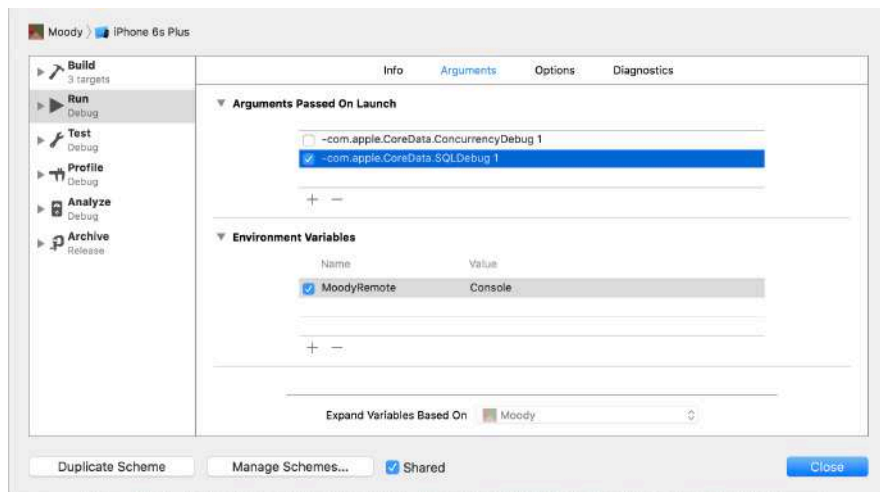 Moody 〉 iPhone 6s Plus
Build
3 targets
Run
Debug
Test
Debug
Profile
Debug
Analyze
Debug
Archive
Release
Info Arguments Options Diagnostics
Arguments Passed On Launch
-com.apple.CoreData.ConcurrencyDebug 1
-com.apple.CoreData.SQLDebug 1
+ −
Environment Variables
Name Value
MoodyRemote Console
+ −
Expand Variables Based On Moody
Duplicate Scheme Manage Schemes... Shared Close